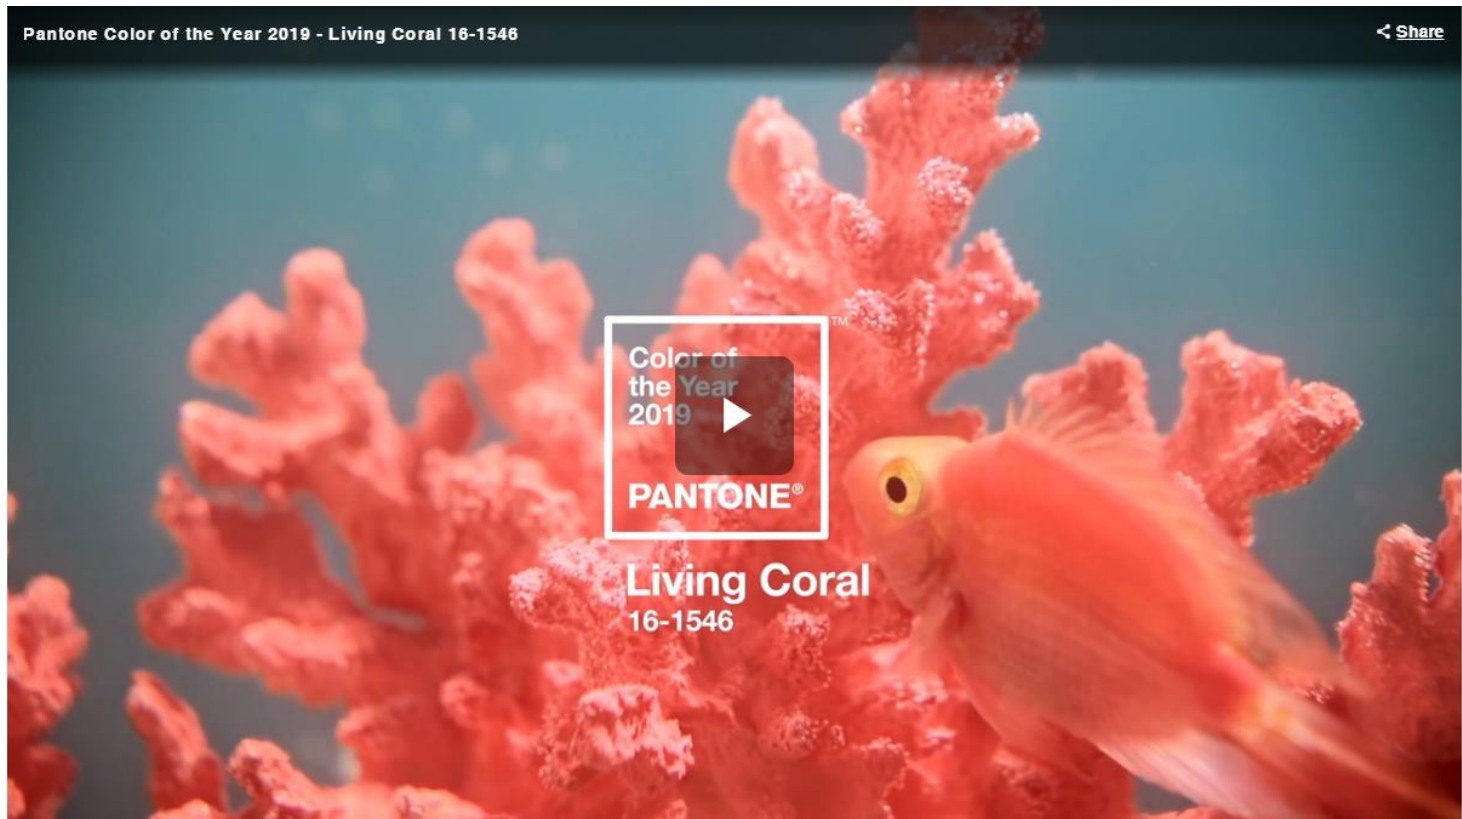 Pantone Color of the Year 2019 - Living Coral 16-1546
Share
TM
Color of
the Year
2019
PANTONE®
Living Coral
16-1546